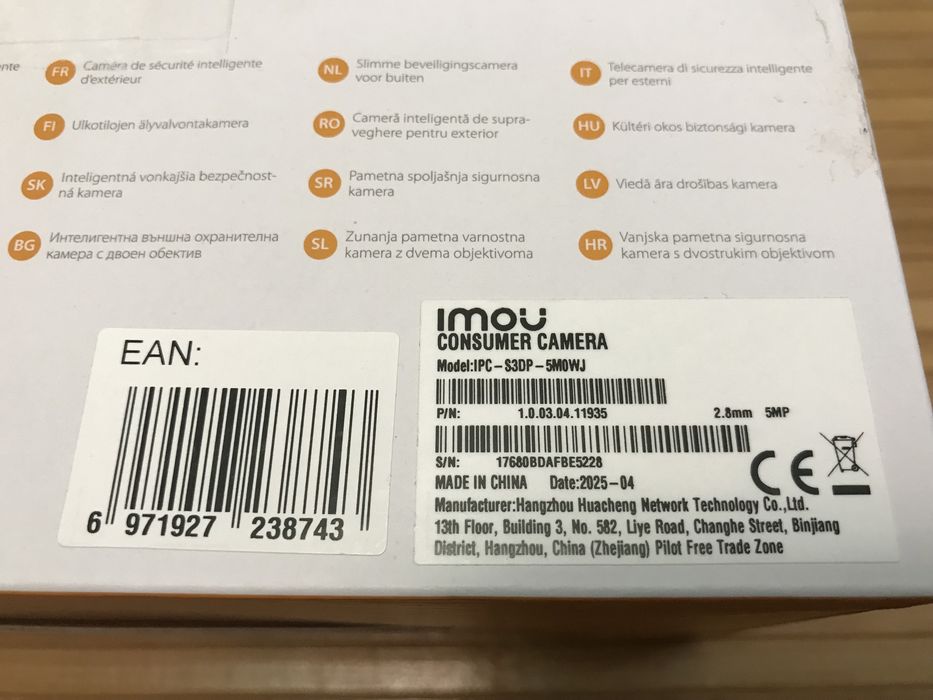 nte
FR Caméra de sécurité intelligente
d'extérieur
NL Slimme beveiligingscamera
voor buiten
IT Telecamera di sicurezza intelligente
per esterni
FI Ulkotilojen älyvalvontakamera
RO Cameră inteligentă de supra-
veghere pentru exterior
HU Kültéri okos biztonsági kamera
SK Inteligentná vonkajšia bezpečnost-
ná kamera
SR Pametna spoljašnja sigurnosna
kamera
LV Viedā āra drošības kamera
BG Интелигентна външна охранителна
камера с двоен обектив
SL Zunanja pametna varnostna
kamera z dvema objektivoma
HR Vanjska pametna sigurnosna
kamera s dvostrukim objektivom
EAN:
6 971927 238743
imou
CONSUMER CAMERA
Model:IPC-S3DP-5M0WJ
P/N: 1.0.03.04.11935 2.8mm 5MP
S/N: 17680BDAFBE5228
MADE IN CHINA Date:2025-04
CE
Manufacturer:Hangzhou Huacheng Network Technology Co.,Ltd.
13th Floor, Building 3, No. 582, Liye Road, Changhe Street, Binjiang
District, Hangzhou, China (Zhejiang) Pilot Free Trade Zone